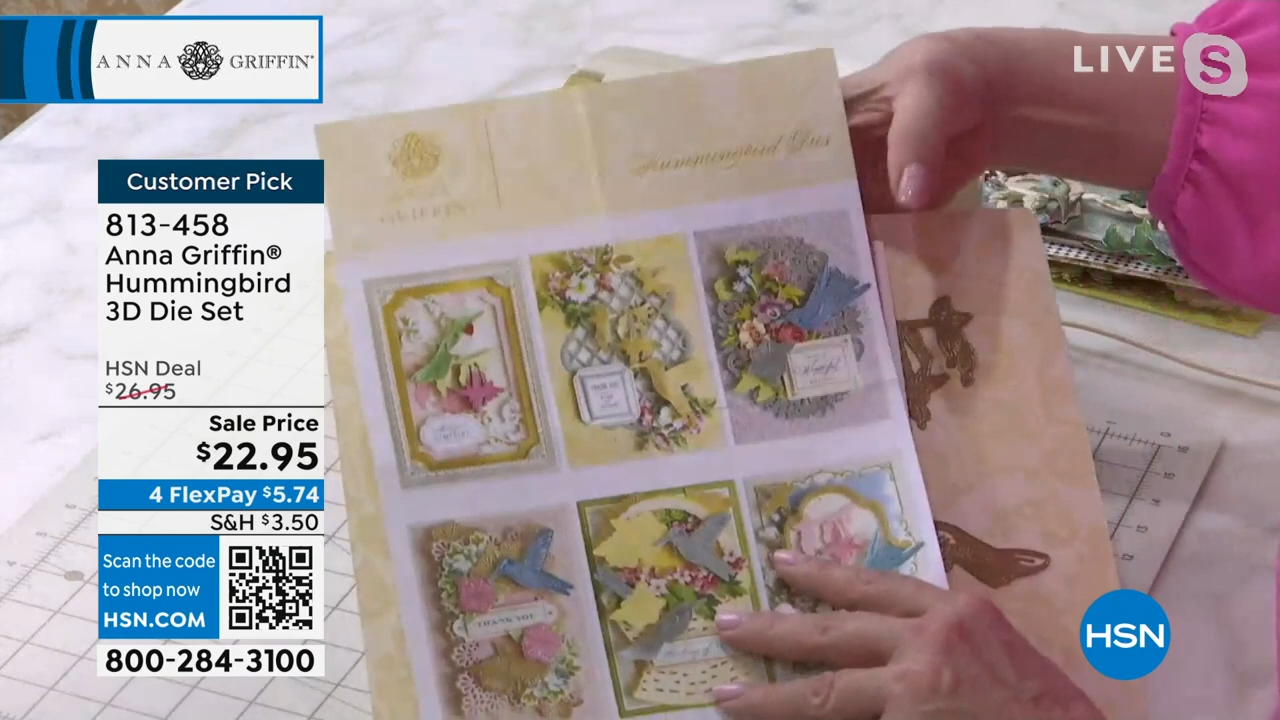 ANNA GRIFFIN®
LIVE S
Customer Pick
813-458
Anna Griffin®
Hummingbird
3D Die Set
HSN Deal
$26.95
Sale Price
$22.95
4 FlexPay $5.74
S&H $3.50
Scan the code
to shop now
HSN.COM
800-284-3100
Hummingbird Dies
GRIFFIN
THANK YOU
HSN